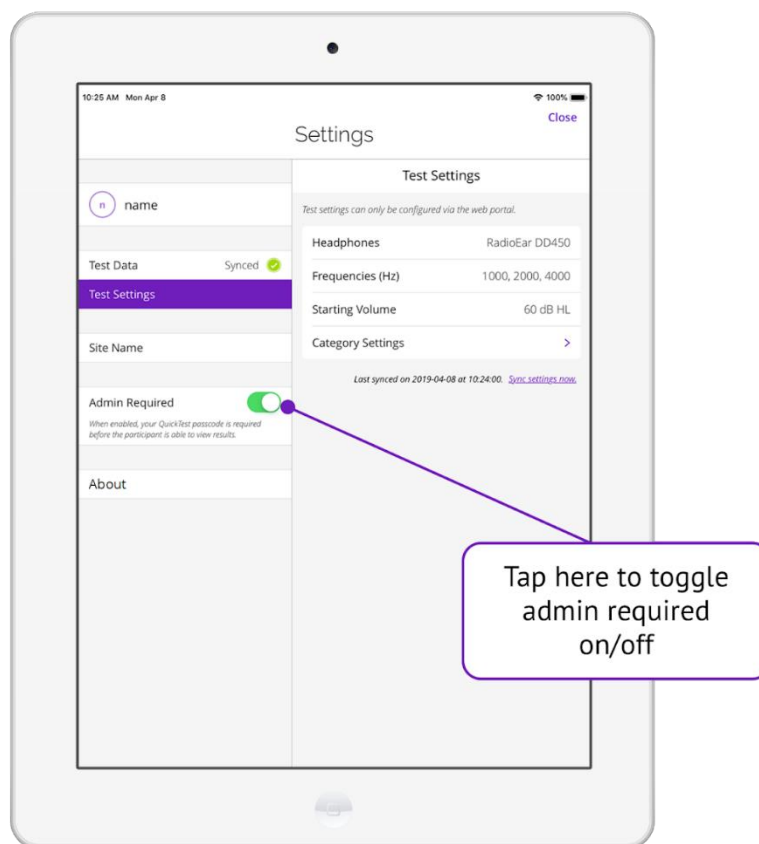 10:25 AM Mon Apr 8
100%
Close
Settings
n name
Test Data Synced
Test Settings
Site Name
Admin Required
When enabled, your QuickTest passcode is required
before the participant is able to view results.
About
Test Settings
Test settings can only be configured via the web portal.
Headphones RadioEar DD450
Frequencies (Hz) 1000, 2000, 4000
Starting Volume 60 dB HL
Category Settings >
Last synced on 2019-04-08 at 10:24:00. Sync settings now.
Tap here to toggle
admin required
on/off